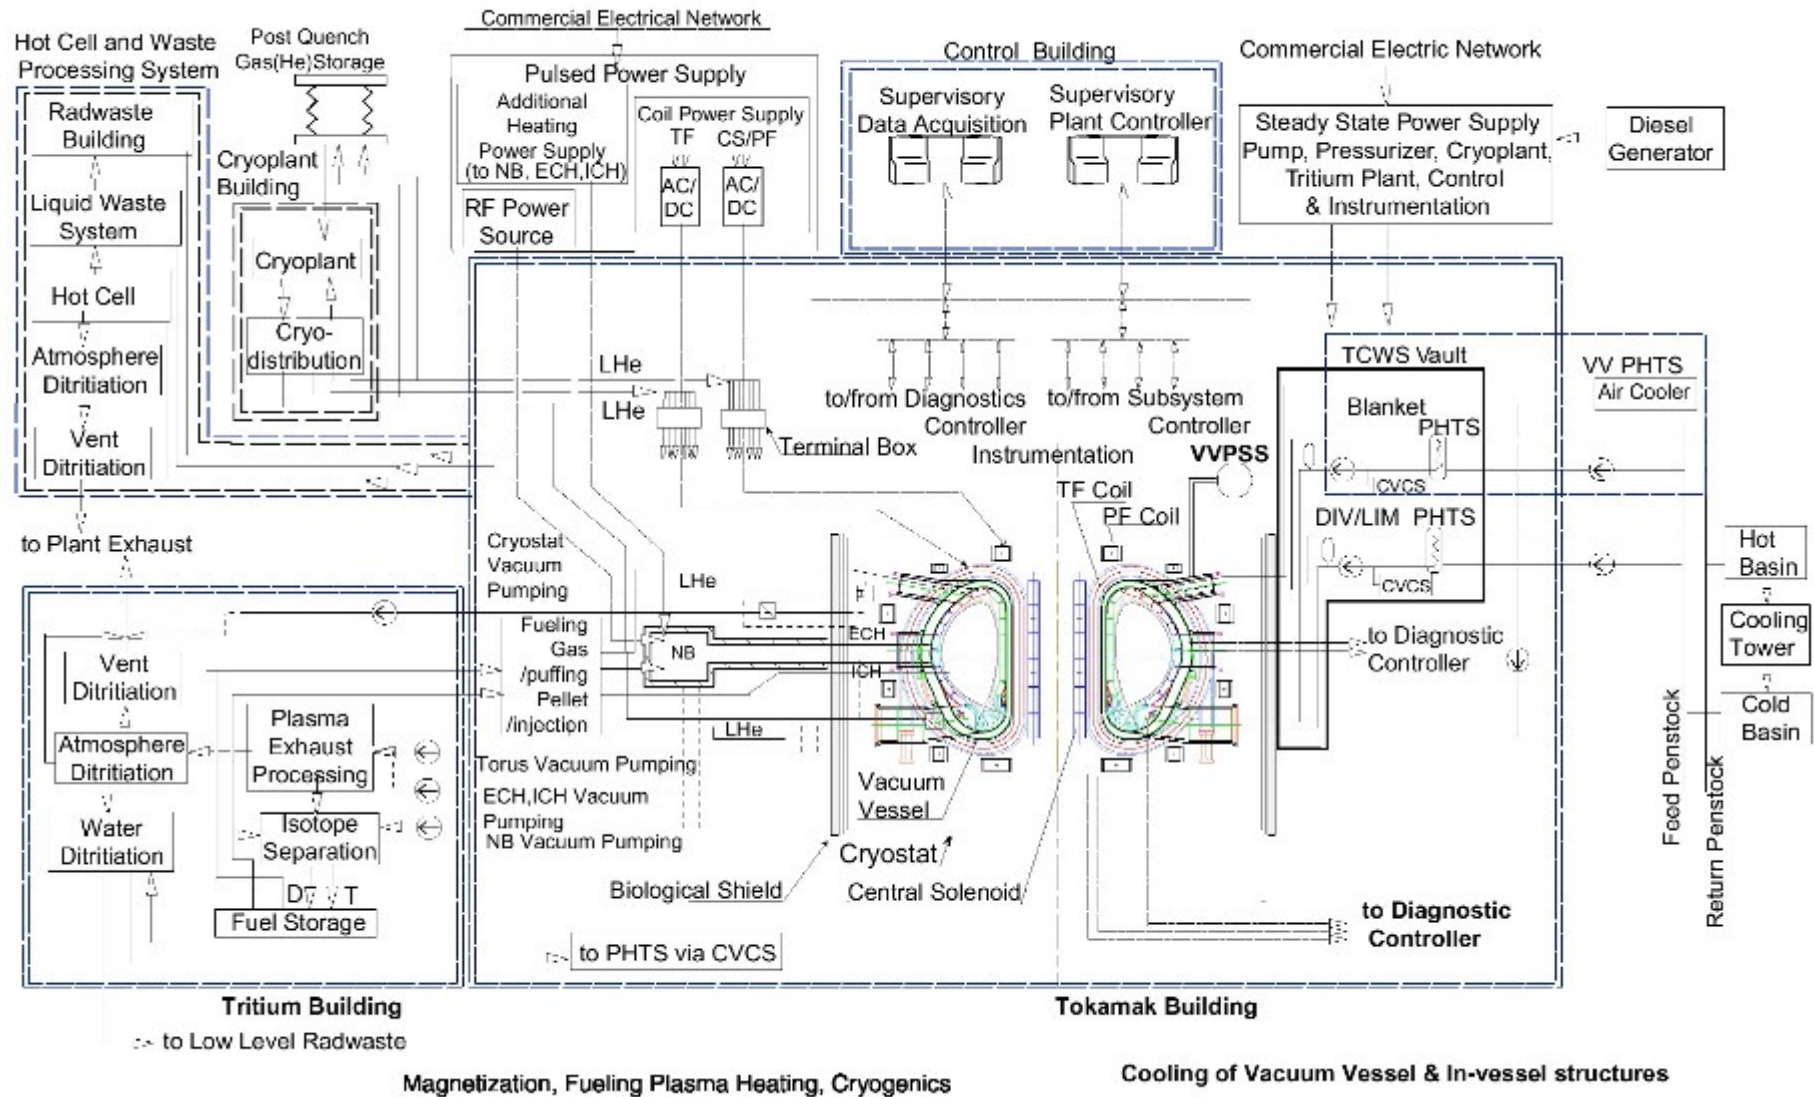 Commercial Electrical Network
Hot Cell and Waste
Processing System
Post Quench
Gas(He)Storage
Radwaste
Building
Liquid Waste
System
Hot Cell
Atmosphere
Ditritiation
Vent
Ditritiation
to Plant Exhaust
Cryoplant
Building
Cryoplant
Cryo-
distribution
Pulsed Power Supply
Additional
Heating
Power Supply
(to NB, ECH,ICH)
RF Power
Source
Coil Power Supply
TF
CS/PF
AC/
DC
AC/
DC
Control Building
Supervisory
Data Acquisition
Supervisory
Plant Controller
Commercial Electric Network
Steady State Power Supply
Pump, Pressurizer, Cryoplant,
Tritium Plant, Control
& Instrumentation
Diesel
Generator
LHe
LHe
Terminal Box
to/from Diagnostics
Controller
to/from Subsystem
Controller
Instrumentation
VVPSS
TF Coil
PF Coil
TCWS Vault
Blanket
PHTS
CVCS
DIV/LIM PHTS
CVCS
VV PHTS
Air Cooler
Hot
Basin
Cooling
Tower
Cold
Basin
Feed Penstock
Return Penstock
to Diagnostic
Controller
Cryostat
Vacuum
Pumping
LHe
Fueling
Gas
/puffing
Pellet
/injection
NB
ECH
ICH
LHe
Torus Vacuum Pumping
ECH,ICH Vacuum
Pumping
NB Vacuum Pumping
Vacuum
Vessel
Cryostat
Biological Shield
Central Solenoid
to PHTS via CVCS
to Diagnostic
Controller
Vent
Ditritiation
Atmosphere
Ditritiation
Water
Ditritiation
Plasma
Exhaust
Processing
Isotope
Separation
D
T
Fuel Storage
Tritium Building
Tokamak Building
to Low Level Radwaste
Magnetization, Fueling Plasma Heating, Cryogenics
Cooling of Vacuum Vessel & In-vessel structures